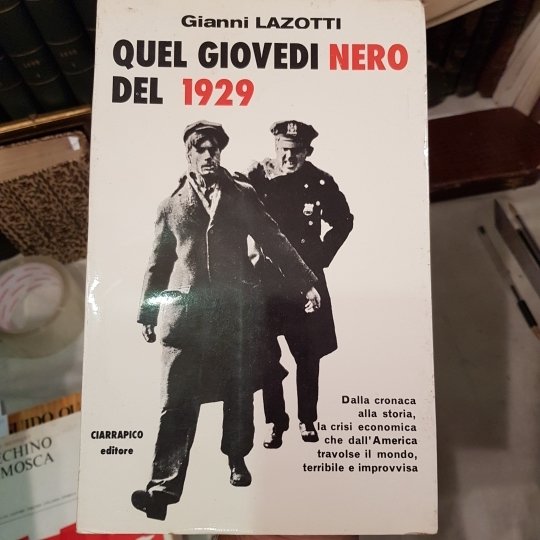 Gianni LAZOTTI
QUEL GIOVEDI NERO
DEL 1929
Dalla cronaca
alla storia,
la crisi economica
che dall'America
travolse il mondo,
terribile e improvvisa
CIARRAPICO
editore
CHINO
MOSCA